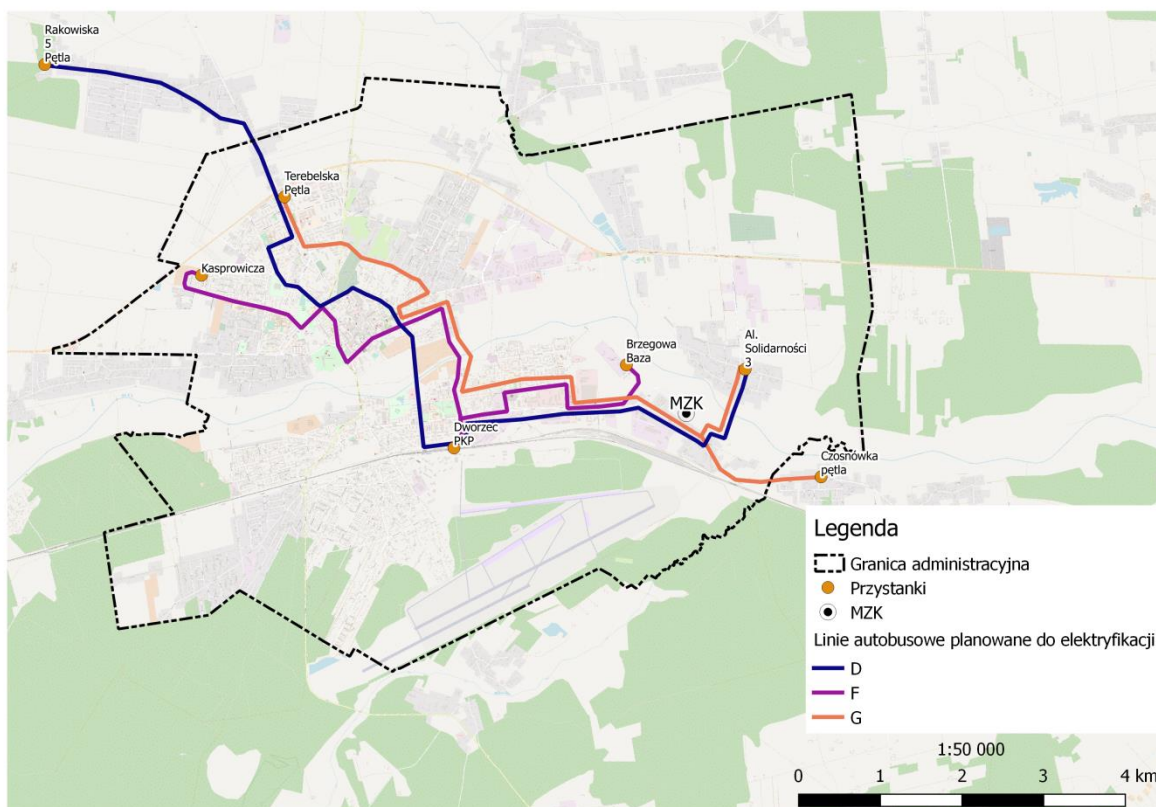 Rakowiska
5
Pętla
Terebelska
Pętla
Kasprowicza
Brzegowa
Baza
Al.
Solidarności
3
MZK
Dworzec
PKP
Czosnówka
pętla
Legenda
Granica administracyjna
Przystanki
MZK
Linie autobusowe planowane do elektryfikacji
D
F
G
1:50 000
0 1 2 3 4 km